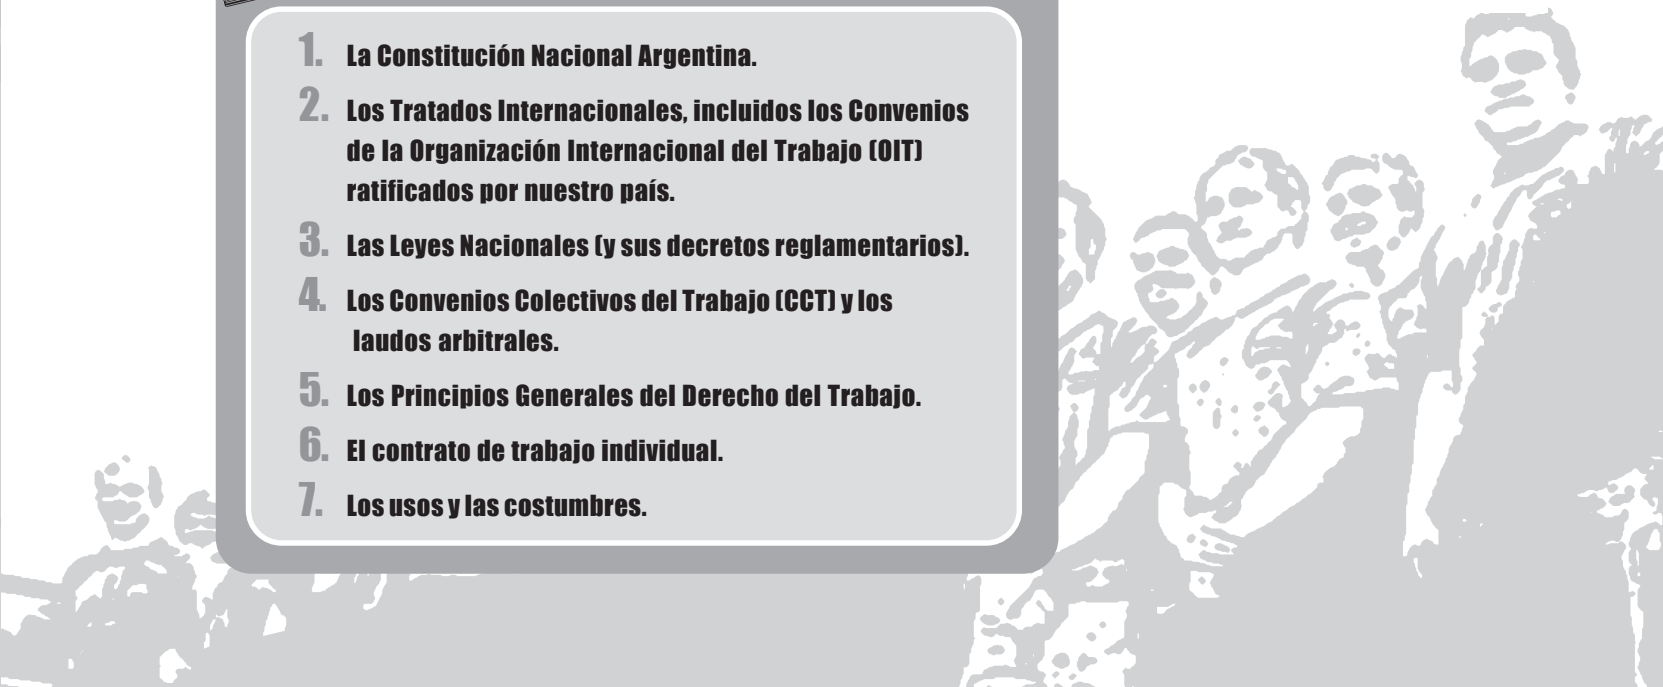 1. La Constitución Nacional Argentina.
2. Los Tratados Internacionales, incluidos los Convenios
de la Organización Internacional del Trabajo (OIT)
ratificados por nuestro país.
3. Las Leyes Nacionales (y sus decretos reglamentarios).
4. Los Convenios Colectivos del Trabajo (CCT) y los
laudos arbitrales.
5. Los Principios Generales del Derecho del Trabajo.
6. El contrato de trabajo individual.
7. Los usos y las costumbres.